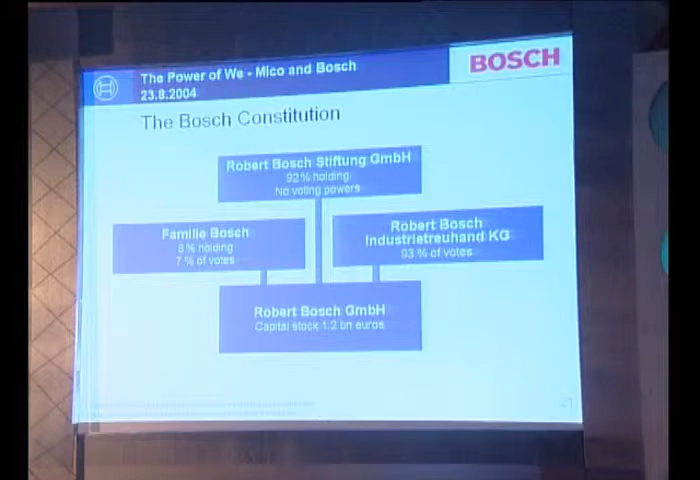 The Power of We - Mico and Bosch
23.8.2004
BOSCH
The Bosch Constitution
Robert Bosch Stiftung GmbH
92% holding
No voting powers
Familie Bosch
8% holding
7% of votes
Robert Bosch
Industrietreuhand KG
93% of votes
Robert Bosch GmbH
Capital stock 1.2 bn euros
21